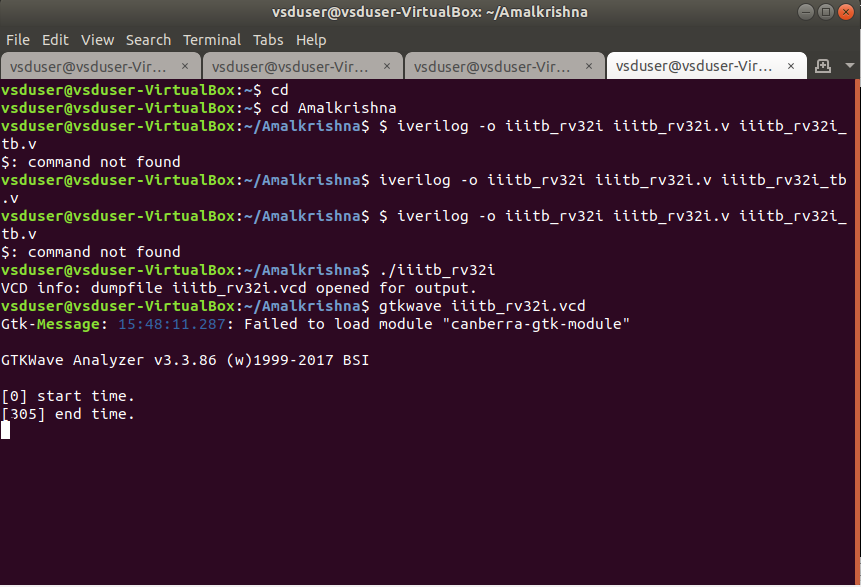 vsduser@vsduser-VirtualBox: ~/Amalkrishna
File Edit View Search Terminal Tabs Help
vsduser@vsduser-Vir... × vsduser@vsduser-Vir... × vsduser@vsduser-Vir... × vsduser@vsduser-Vir... ×
vsduser@vsduser-VirtualBox:~$ cd
vsduser@vsduser-VirtualBox:~$ cd Amalkrishna
vsduser@vsduser-VirtualBox:~/Amalkrishna$ $ iverilog -o iiitb_rv32i iiitb_rv32i.v iiitb_rv32i_
tb.v
$: command not found
vsduser@vsduser-VirtualBox:~/Amalkrishna$ iverilog -o iiitb_rv32i iiitb_rv32i.v iiitb_rv32i_tb
.v
vsduser@vsduser-VirtualBox:~/Amalkrishna$ $ iverilog -o iiitb_rv32i iiitb_rv32i.v iiitb_rv32i_
tb.v
$: command not found
vsduser@vsduser-VirtualBox:~/Amalkrishna$ ./iiitb_rv32i
VCD info: dumpfile iiitb_rv32i.vcd opened for output.
vsduser@vsduser-VirtualBox:~/Amalkrishna$ gtkwave iiitb_rv32i.vcd
Gtk-Message: 15:48:11.287: Failed to load module "canberra-gtk-module"
GTKWave Analyzer v3.3.86 (w)1999-2017 BSI
[0] start time.
[305] end time.